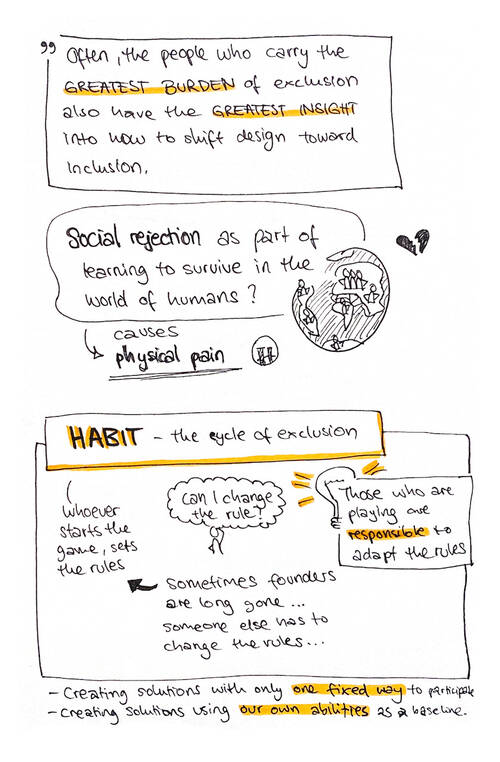 " Often, the people who carry the
GREATEST BURDEN of exclusion
also have the GREATEST INSIGHT
into how to shift design toward
inclusion.
Social rejection as part of
learning to survive in the
world of humans?
causes
physical pain
HABIT - the cycle of exclusion
whoever
starts the
game, sets
the rules
Can I change
the rule?
Those who are
playing are
responsible to
adapt the rules
sometimes founders
are long gone...
someone else has to
change the rules...
- Creating solutions with only one fixed way to participate
- Creating solutions using our own abilities as a baseline.